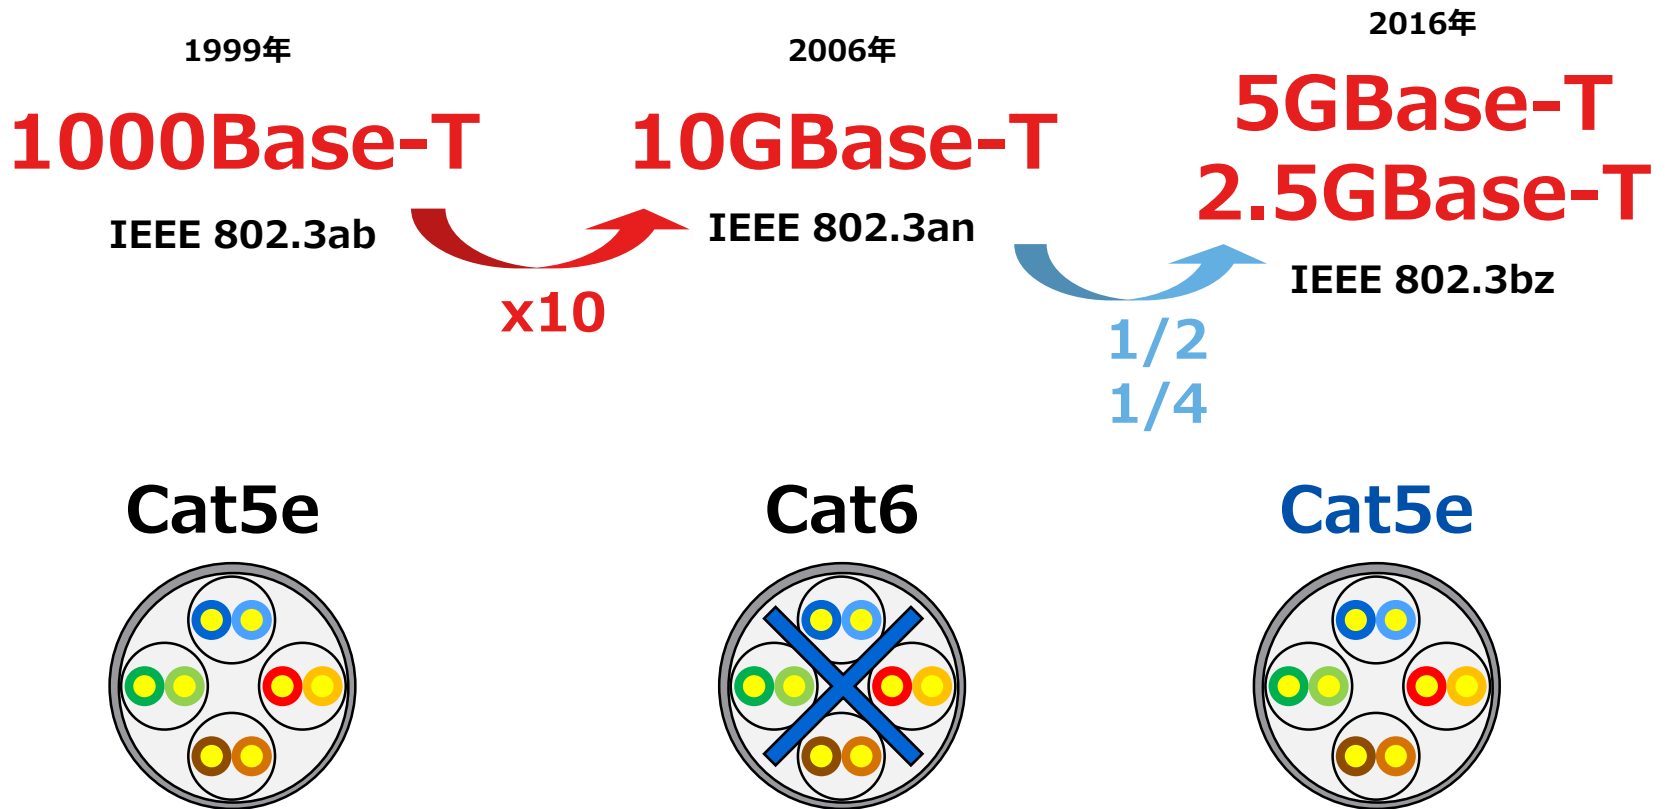 1999年
1000Base-T
IEEE 802.3ab
x10
2006年
10GBase-T
IEEE 802.3an
1/2
1/4
2016年
5GBase-T
2.5GBase-T
IEEE 802.3bz
Cat5e
Cat6
Cat5e